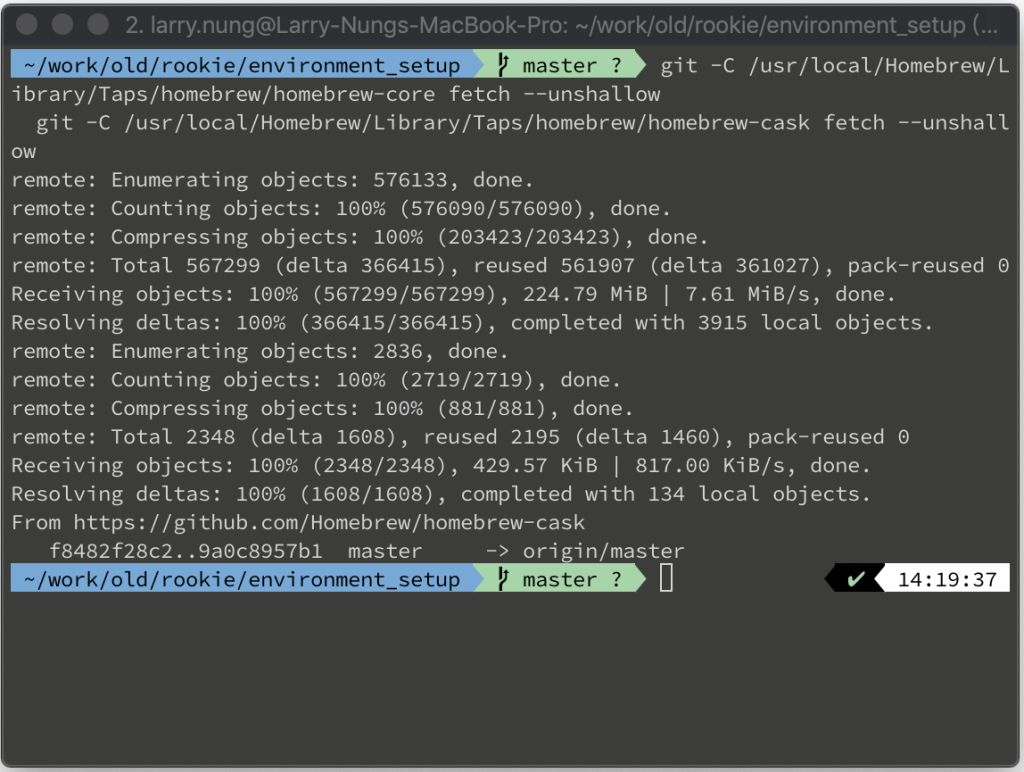 2. larry.nung@Larry-Nungs-MacBook-Pro: ~/work/old/rookie/environment_setup (...
~/work/old/rookie/environment_setup master ? git -C /usr/local/Homebrew/L
ibrary/Taps/homebrew/homebrew-core fetch --unshallow
git -C /usr/local/Homebrew/Library/Taps/homebrew/homebrew-cask fetch --unshall
ow
remote: Enumerating objects: 576133, done.
remote: Counting objects: 100% (576090/576090), done.
remote: Compressing objects: 100% (203423/203423), done.
remote: Total 567299 (delta 366415), reused 561907 (delta 361027), pack-reused 0
Receiving objects: 100% (567299/567299), 224.79 MiB | 7.61 MiB/s, done.
Resolving deltas: 100% (366415/366415), completed with 3915 local objects.
remote: Enumerating objects: 2836, done.
remote: Counting objects: 100% (2719/2719), done.
remote: Compressing objects: 100% (881/881), done.
remote: Total 2348 (delta 1608), reused 2195 (delta 1460), pack-reused 0
Receiving objects: 100% (2348/2348), 429.57 KiB | 817.00 KiB/s, done.
Resolving deltas: 100% (1608/1608), completed with 134 local objects.
From https://github.com/Homebrew/homebrew-cask
f8482f28c2..9a0c8957b1 master -> origin/master
~/work/old/rookie/environment_setup master ? ✔ 14:19:37